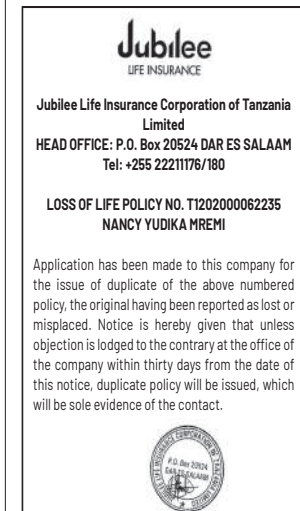 Jubilee
LIFE INSURANCE
Jubilee Life Insurance Corporation of Tanzania
Limited
HEAD OFFICE: P.O. Box 20524 DAR ES SALAAM
Tel: +255 22211176/180
LOSS OF LIFE POLICY NO. T1202000062235
NANCY YUDIKA MREMI
Application has been made to this company for
the issue of duplicate of the above numbered
policy, the original having been reported as lost or
misplaced. Notice is hereby given that unless
objection is lodged to the contrary at the office of
the company within thirty days from the date of
this notice, duplicate policy will be issued, which
will be sole evidence of the contact.
P.O. Box 20524
DAR ES SALAAM